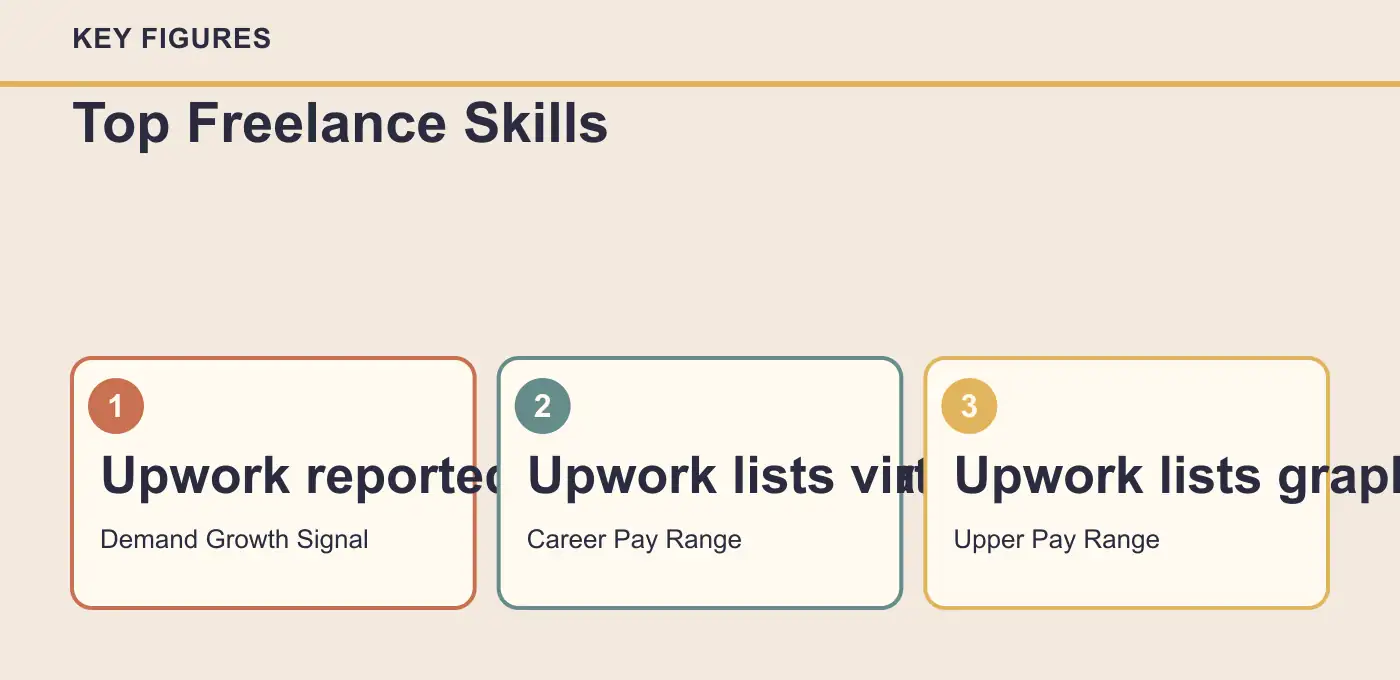 KEY FIGURES
Top Freelance Skills
1
Upwork reported
Demand Growth Signal
2
Upwork lists
Career Pay Range
3
Upwork lists
Upper Pay Range